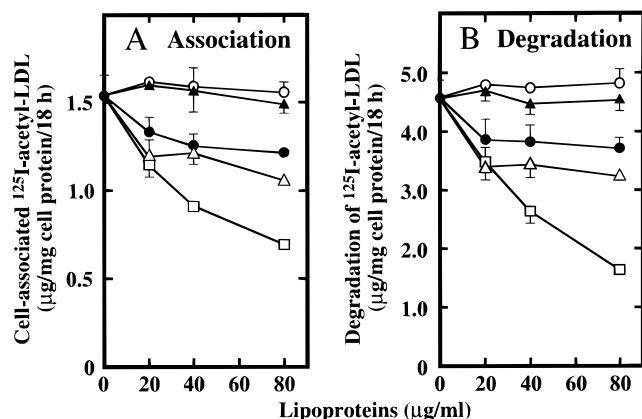 A Association
B Degradation
Cell-associated ¹²⁵I-acetyl-LDL
(μg/mg cell protein/18 h)
1.5
1.0
0.5
0
0 20 40 60 80
Degradation of ¹²⁵I-acetyl-LDL
(μg/mg cell protein/18 h)
5.0
4.0
3.0
2.0
1.0
0
0 20 40 60 80
Lipoproteins (μg/ml)